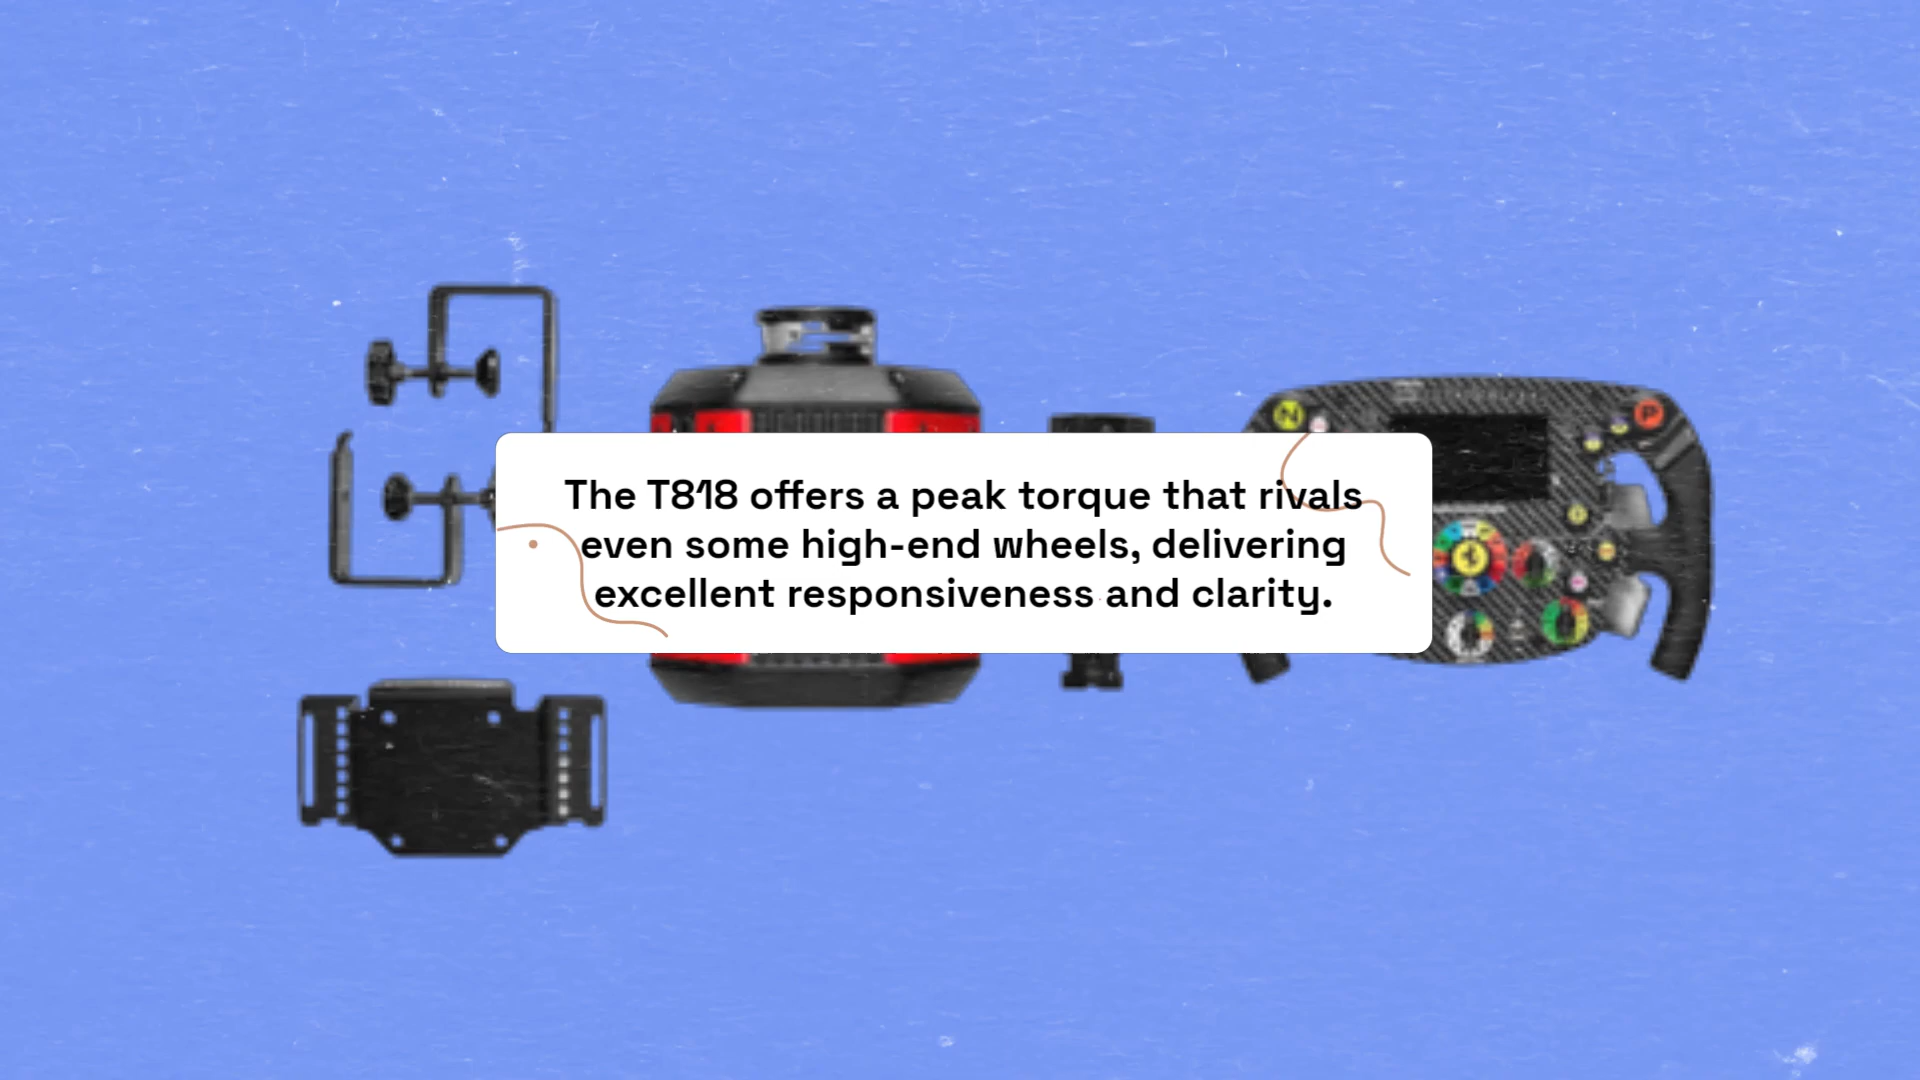 The T818 offers a peak torque that rivals
even some high-end wheels, delivering
excellent responsiveness and clarity.
N
P